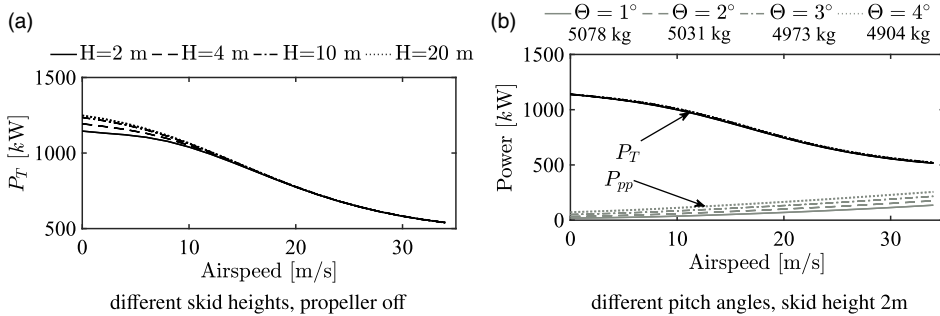 (a)
H=2 m H=4 m H=10 m H=20 m
1500
1000
500
P_T [kW]
0 10 20 30
Airspeed [m/s]
different skid heights, propeller off
(b)
Θ = 1° Θ = 2° Θ = 3° Θ = 4°
5078 kg 5031 kg 4973 kg 4904 kg
1500
1000
500
0
Power [kW]
P_T
P_pp
0 10 20 30
Airspeed [m/s]
different pitch angles, skid height 2m